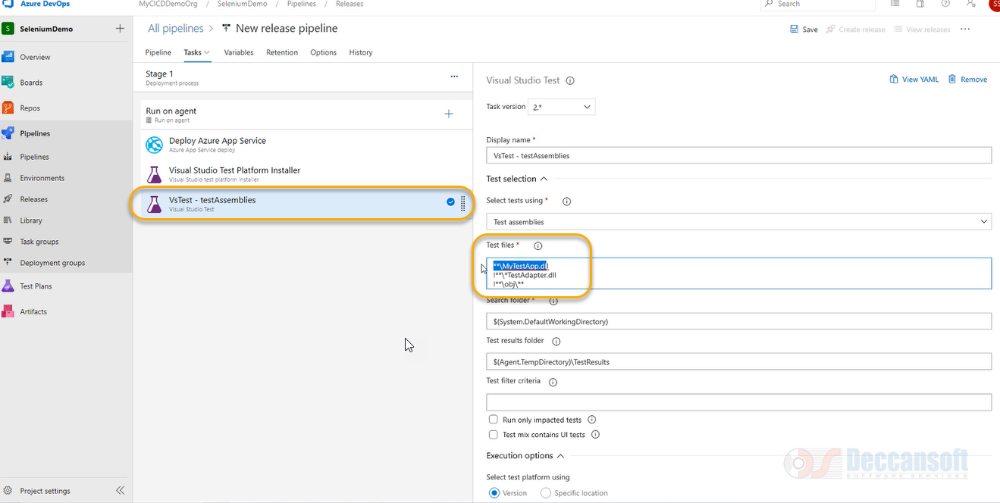 Azure DevOps
MyCICDDemoOrg / SeleniumDemo / Pipelines / Releases
Search
SS
S SeleniumDemo
All pipelines > New release pipeline
Save Create release View releases ...
Overview
Boards
Repos
Pipelines
Pipelines
Environments
Releases
Library
Task groups
Deployment groups
Test Plans
Artifacts
Project settings
Pipeline Tasks Variables Retention Options History
Stage 1
Deployment process
Run on agent
Run on agent
Deploy Azure App Service
Azure App Service deploy
Visual Studio Test Platform Installer
Visual Studio test platform installer
VsTest - testAssemblies
Visual Studio Test
Visual Studio Test
View YAML Remove
Task version 2.*
Display name *
VsTest - testAssemblies
Test selection
Select tests using *
Test assemblies
Test files *
**\MyTestApp.dll
!**\*TestAdapter.dll
!**\obj\**
Search folder *
$(System.DefaultWorkingDirectory)
Test results folder
$(Agent.TempDirectory)\TestResults
Test filter criteria
Run only impacted tests
Test mix contains UI tests
Execution options
Select test platform using
Version Specific location
DS Deccansoft
SOFTWARE SERVICES